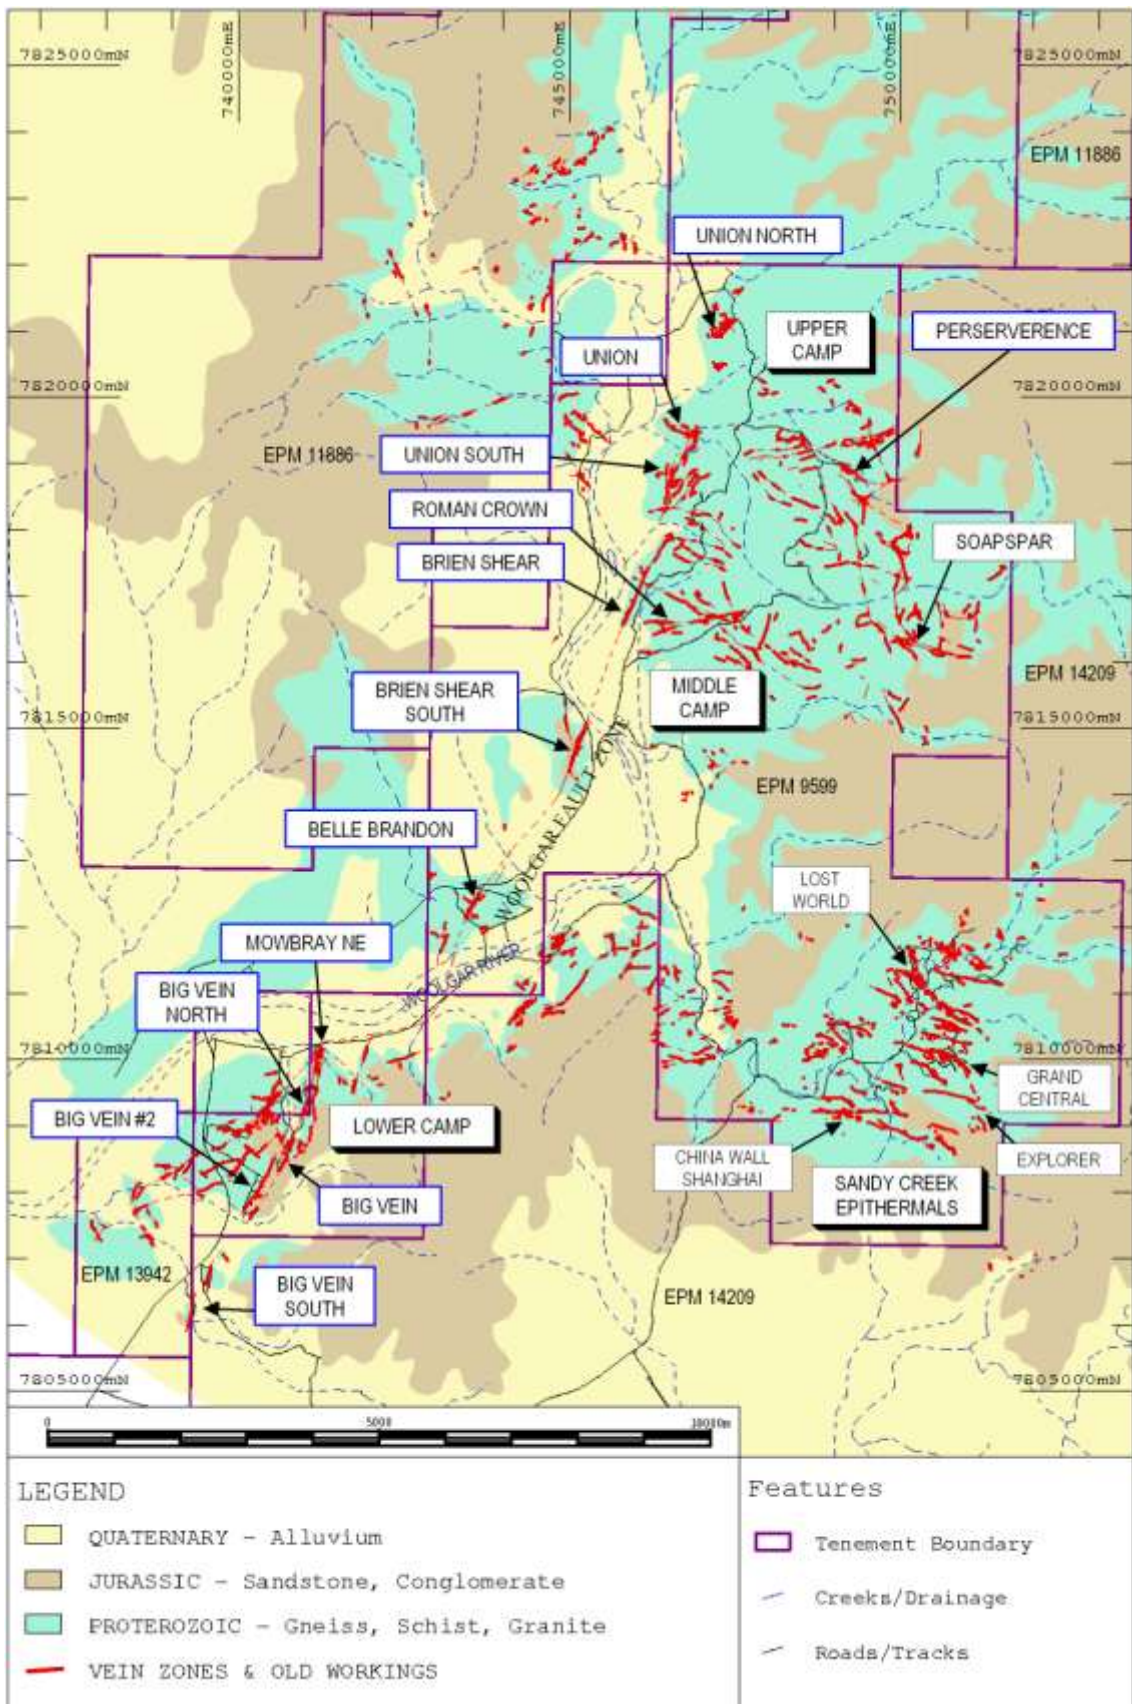 7825000mN
740000mE
745000mE
750000mE
7825000mN
EPM 11886
UNION NORTH
UPPER
CAMP
PERSERVERENCE
UNION
7820000mN
7820000mN
EPM 11886
UNION SOUTH
ROMAN CROWN
BRIEN SHEAR
SOAPSPAR
EPM 14209
BRIEN SHEAR
SOUTH
MIDDLE
CAMP
7815000mN
7815000mN
WOOLGAR FAULT ZONE
EPM 9599
BELLE BRANDON
LOST
WORLD
MOWBRAY NE
WOOLGAR RIVER
BIG VEIN
NORTH
7810000mN
7810000mN
GRAND
CENTRAL
BIG VEIN #2
LOWER CAMP
CHINA WALL
SHANGHAI
EXPLORER
SANDY CREEK
EPITHERMALS
BIG VEIN
EPM 13942
BIG VEIN
SOUTH
EPM 14209
7805000mN
7805000mN
0 5000 10000m
LEGEND
QUATERNARY - Alluvium
JURASSIC - Sandstone, Conglomerate
PROTEROZOIC - Gneiss, Schist, Granite
VEIN ZONES & OLD WORKINGS
Features
Tenement Boundary
Creeks/Drainage
Roads/Tracks